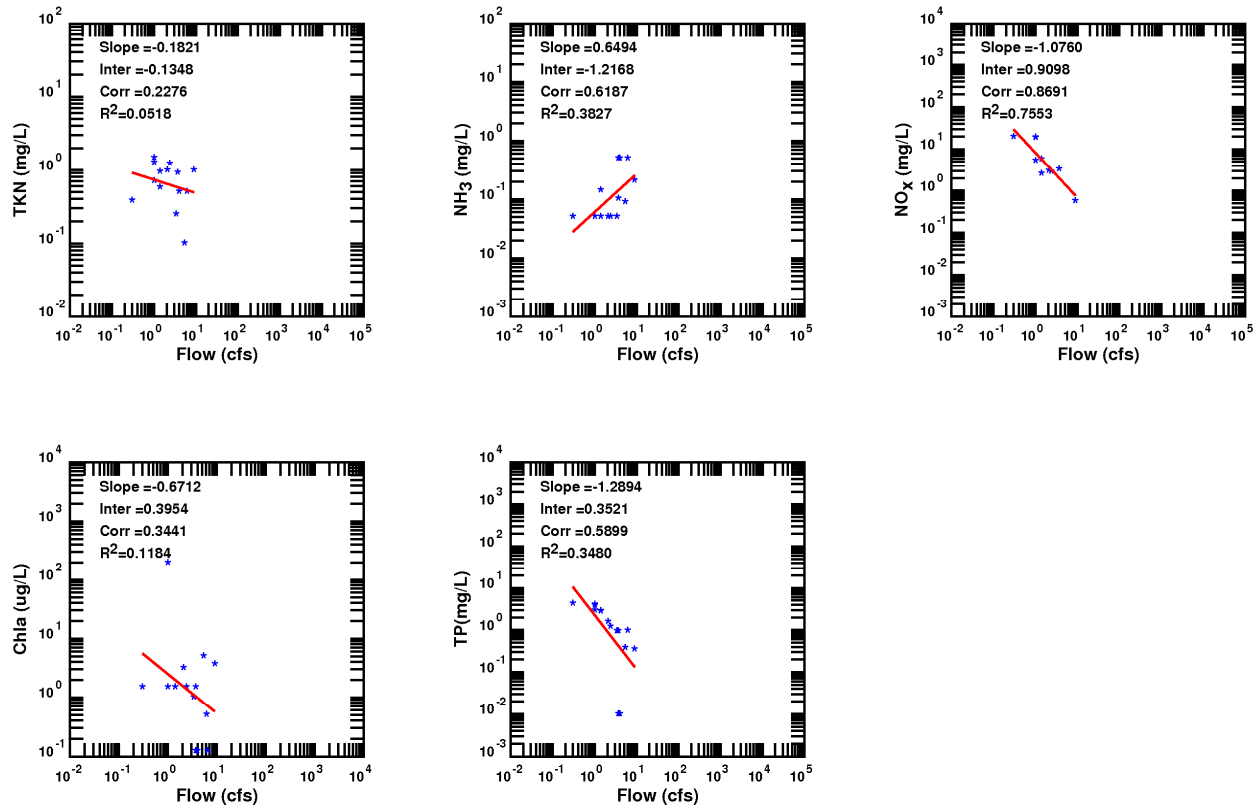 10^2
Slope =-0.1821
Inter =-0.1348
Corr =0.2276
R^2=0.0518
10^1
10^0
10^-1
10^-2
TKN (mg/L)
10^-2 10^-1 10^0 10^1 10^2 10^3 10^4 10^5
Flow (cfs)
10^2
Slope =0.6494
Inter =-1.2168
Corr =0.6187
R^2=0.3827
10^1
10^0
10^-1
10^-2
10^-3
NH3 (mg/L)
10^-2 10^-1 10^0 10^1 10^2 10^3 10^4 10^5
Flow (cfs)
10^4
Slope =-1.0760
Inter =0.9098
Corr =0.8691
R^2=0.7553
10^3
10^2
10^1
10^0
10^-1
10^-2
10^-3
NOx (mg/L)
10^-2 10^-1 10^0 10^1 10^2 10^3 10^4 10^5
Flow (cfs)
10^4
Slope =-0.6712
Inter =0.3954
Corr =0.3441
R^2=0.1184
10^3
10^2
10^1
10^0
10^-1
Chla (ug/L)
10^-2 10^-1 10^0 10^1 10^2 10^3 10^4
Flow (cfs)
10^4
Slope =-1.2894
Inter =0.3521
Corr =0.5899
R^2=0.3480
10^3
10^2
10^1
10^0
10^-1
10^-2
10^-3
TP(mg/L)
10^-2 10^-1 10^0 10^1 10^2 10^3 10^4 10^5
Flow (cfs)